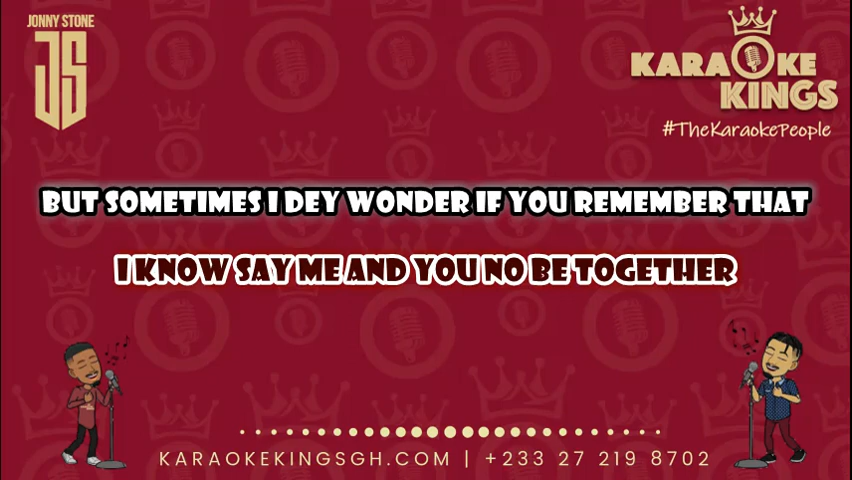 JONNY STONE
JS
KARAOKE
KINGS
#TheKaraokePeople
BUT SOMETIMES I DEY WONDER IF YOU REMEMBER THAT
I KNOW SAY ME AND YOU NO BE TOGETHER
KARAOKEKINGSGH.COM | +233 27 219 8702